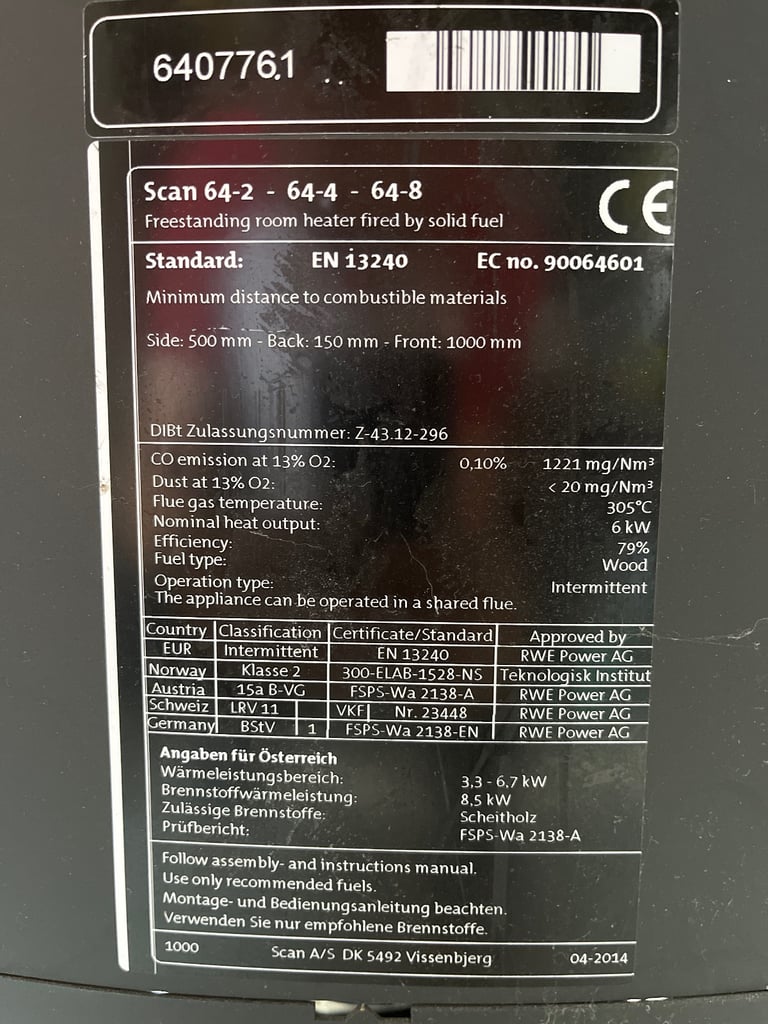 640776.1
Scan 64-2 - 64-4 - 64-8
CE
Freestanding room heater fired by solid fuel
Standard: EN 13240 EC no. 90064601
Minimum distance to combustible materials
Side: 500 mm - Back: 150 mm - Front: 1000 mm
DIBt Zulassungsnummer: Z-43.12-296
CO emission at 13% O2: 0,10% 1221 mg/Nm³
Dust at 13% O2: < 20 mg/Nm³
Flue gas temperature: 305°C
Nominal heat output: 6 kW
Efficiency: 79%
Fuel type: Wood
Operation type: Intermittent
The appliance can be operated in a shared flue.
Country Classification Certificate/Standard Approved by
EUR Intermittent EN 13240 RWE Power AG
Norway Klasse 2 300-ELAB-1528-NS Teknologisk Institut
Austria 15a B-VG FSPS-Wa 2138-A RWE Power AG
Schweiz LRV 11 VKF Nr. 23448 RWE Power AG
Germany BStV 1 FSPS-Wa 2138-EN RWE Power AG
Angaben für Österreich
Wärmeleistungsbereich: 3,3 - 6,7 kW
Brennstoffwärmeleistung: 8,5 kW
Zulässige Brennstoffe: Scheitholz
Prüfbericht: FSPS-Wa 2138-A
Follow assembly- and instructions manual.
Use only recommended fuels.
Montage- und Bedienungsanleitung beachten.
Verwenden Sie nur empfohlene Brennstoffe.
1000 Scan A/S DK 5492 Vissenbjerg 04-2014